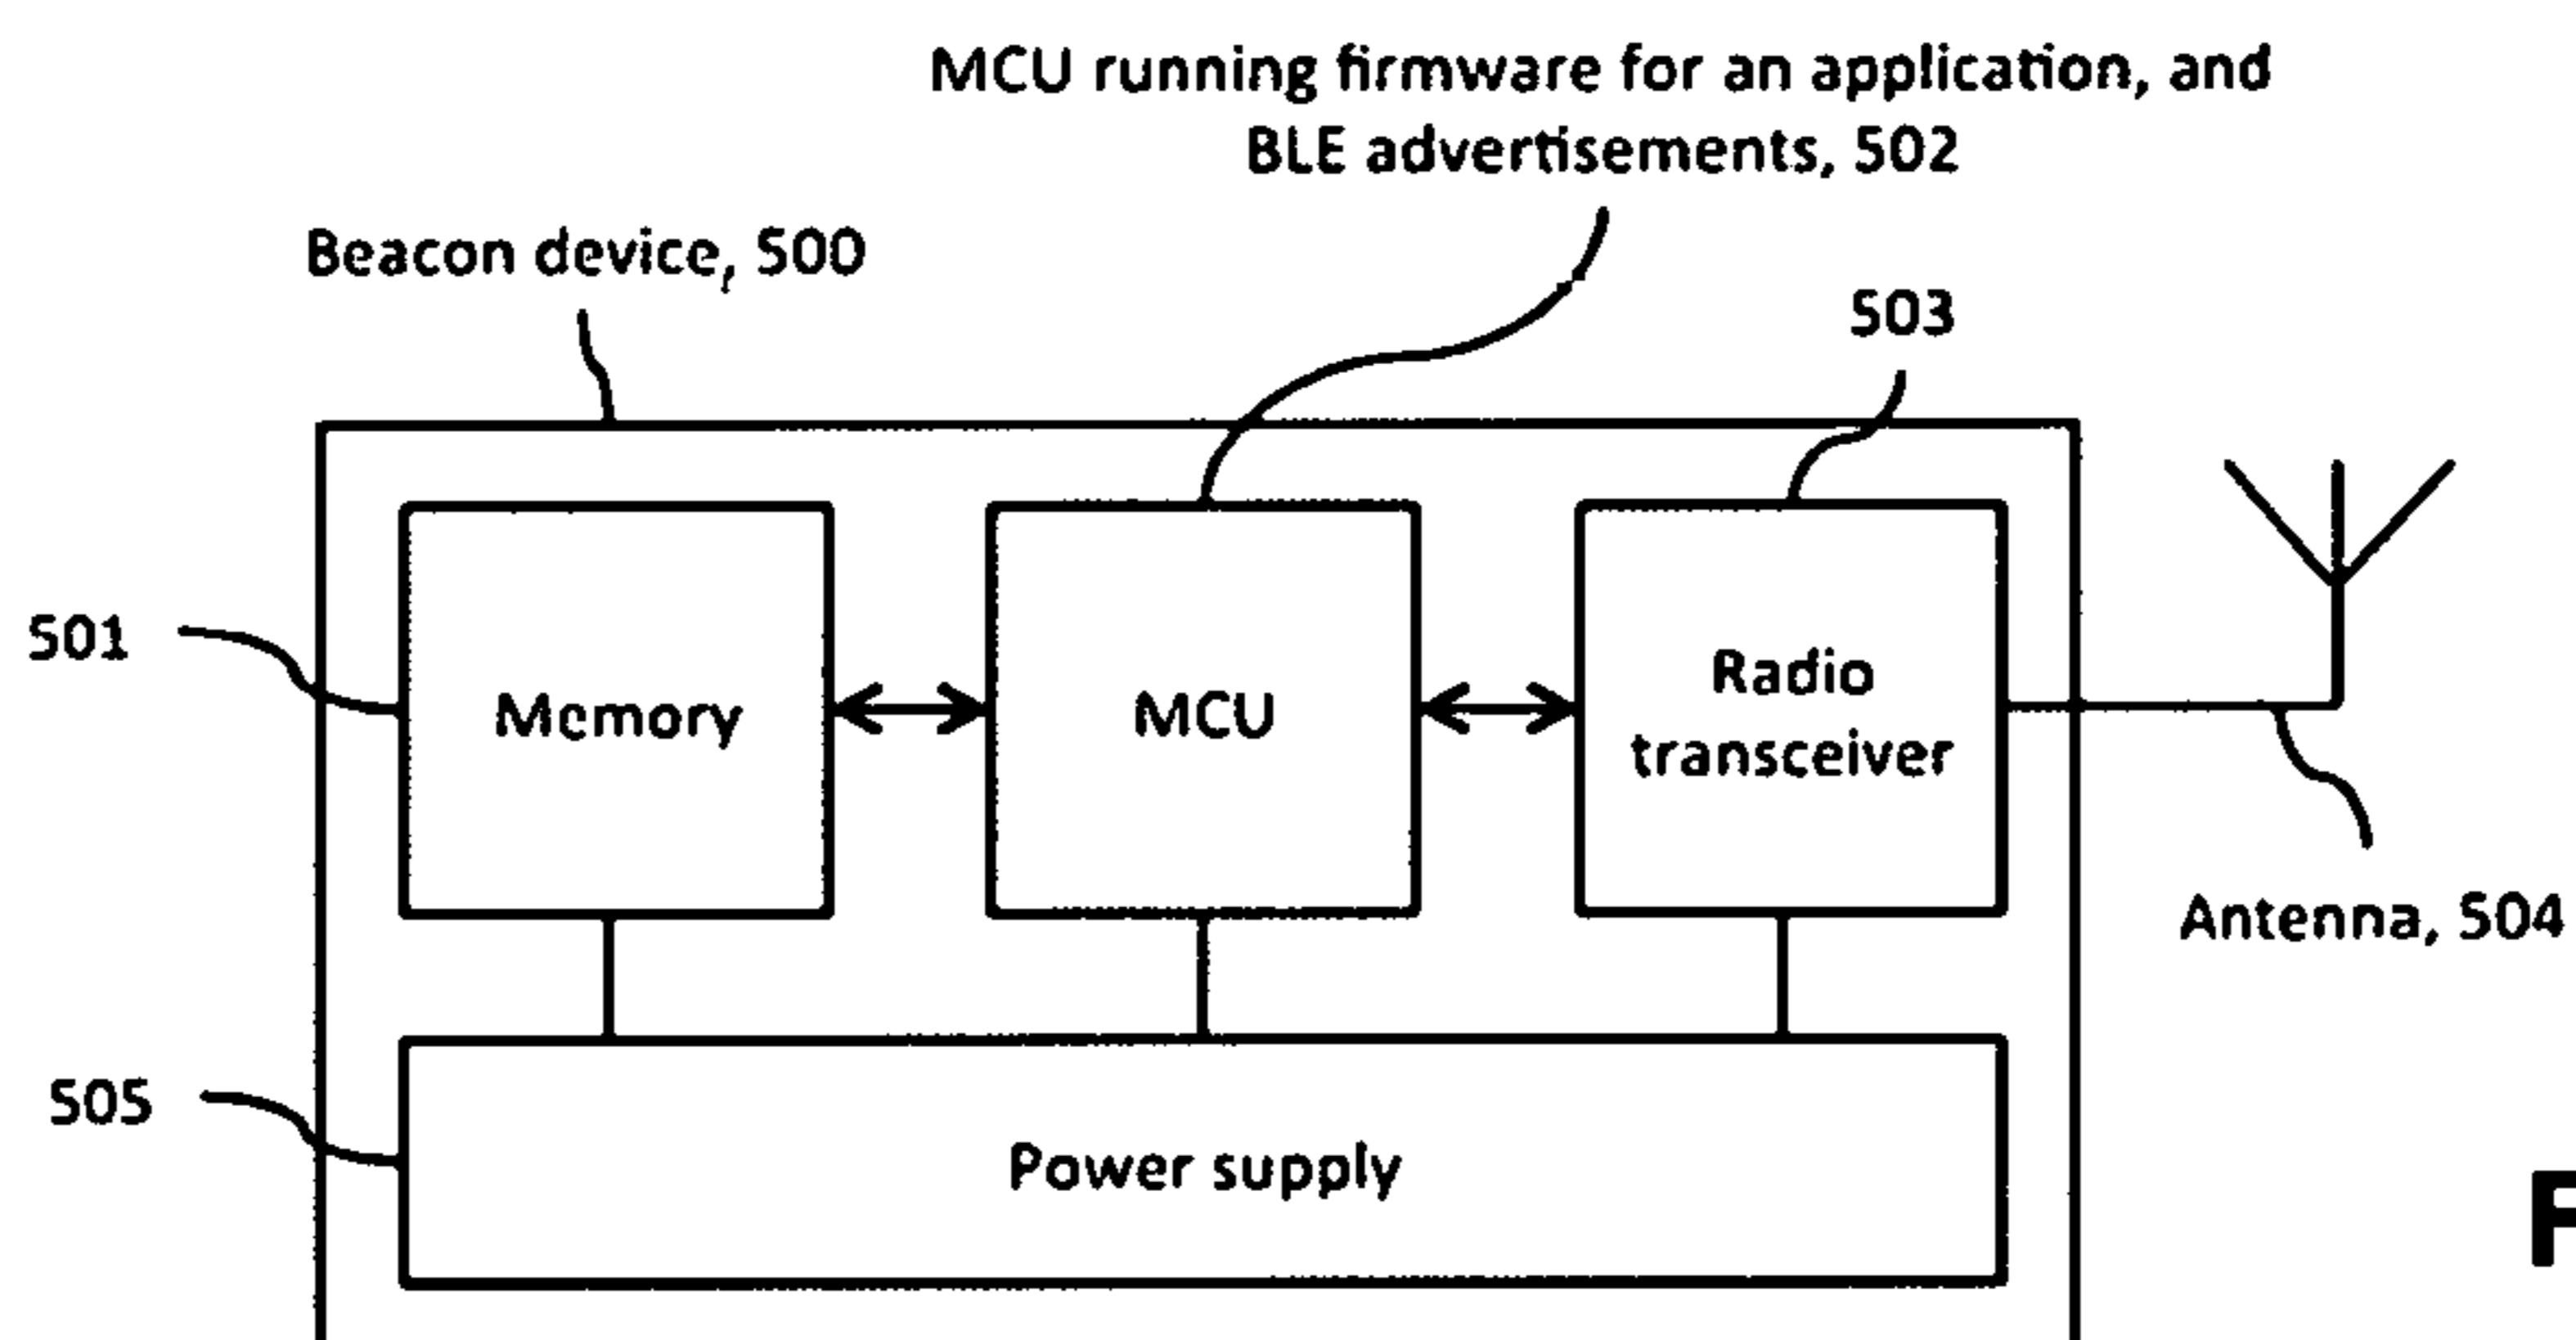 MCU running firmware for an application, and
BLE advertisements, 502
Beacon device, 500
503
501
Memory
MCU
Radio
transceiver
Antenna, 504
505
Power supply
F